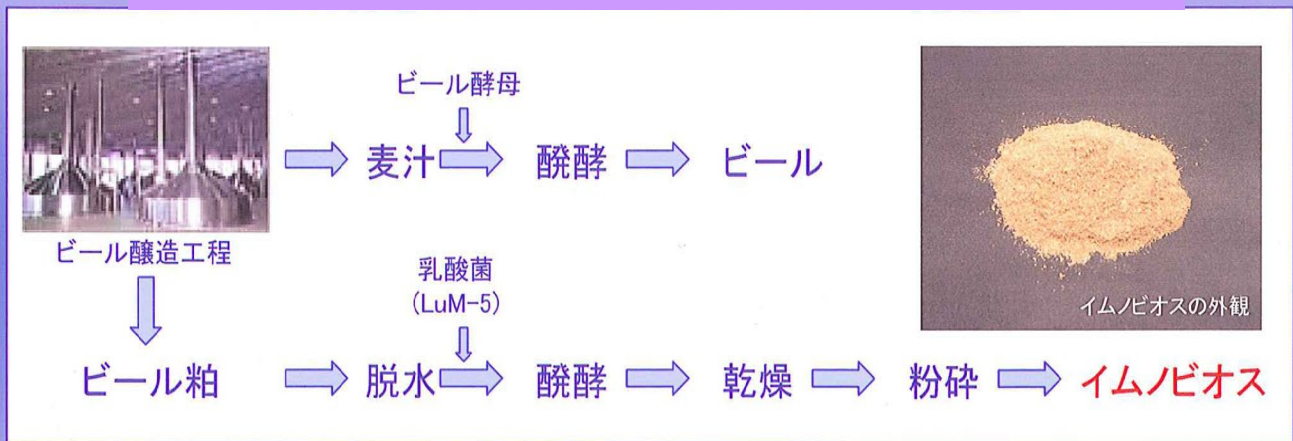 ビール酵母
麦汁
醗酵
ビール
ビール醸造工程
イムノビオスの外観
乳酸菌
(LuM-5)
ビール粕
脱水
醗酵
乾燥
粉砕
イムノビオス